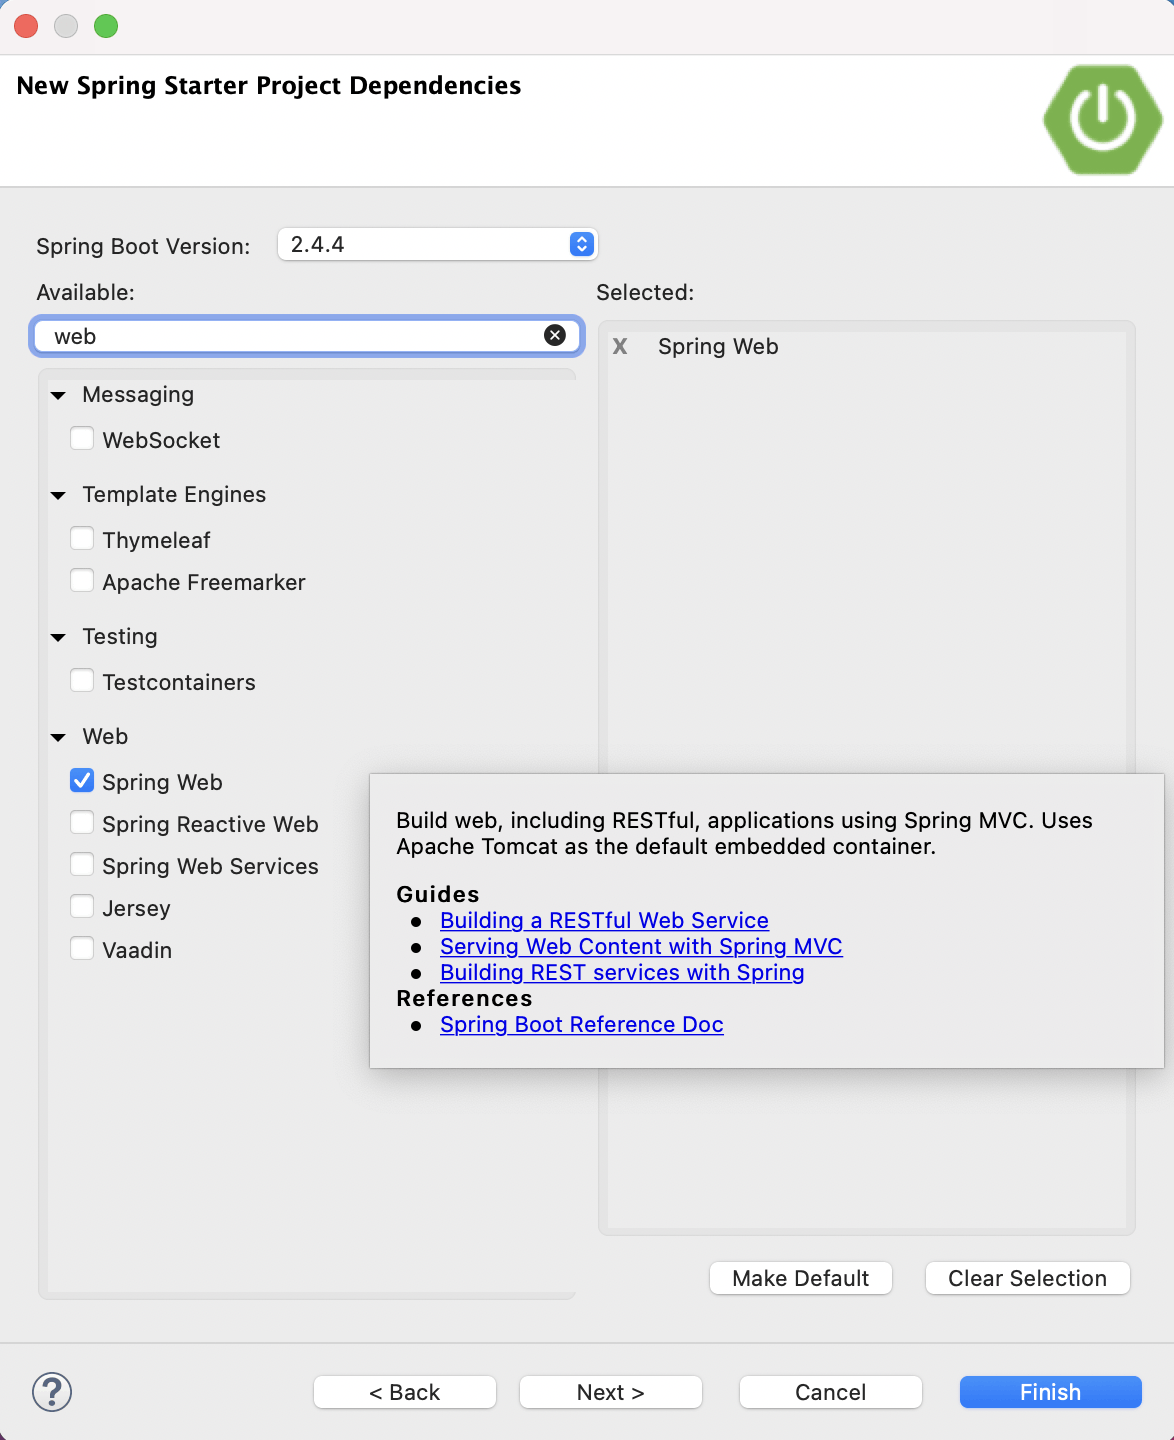 New Spring Starter Project Dependencies
Spring Boot Version: 2.4.4
Available:
Selected:
web
X Spring Web
Messaging
WebSocket
Template Engines
Thymeleaf
Apache Freemarker
Testing
Testcontainers
Web
Spring Web
Spring Reactive Web
Spring Web Services
Jersey
Vaadin
Build web, including RESTful, applications using Spring MVC. Uses
Apache Tomcat as the default embedded container.
Guides
Building a RESTful Web Service
Serving Web Content with Spring MVC
Building REST services with Spring
References
Spring Boot Reference Doc
Make Default
Clear Selection
?
< Back
Next >
Cancel
Finish